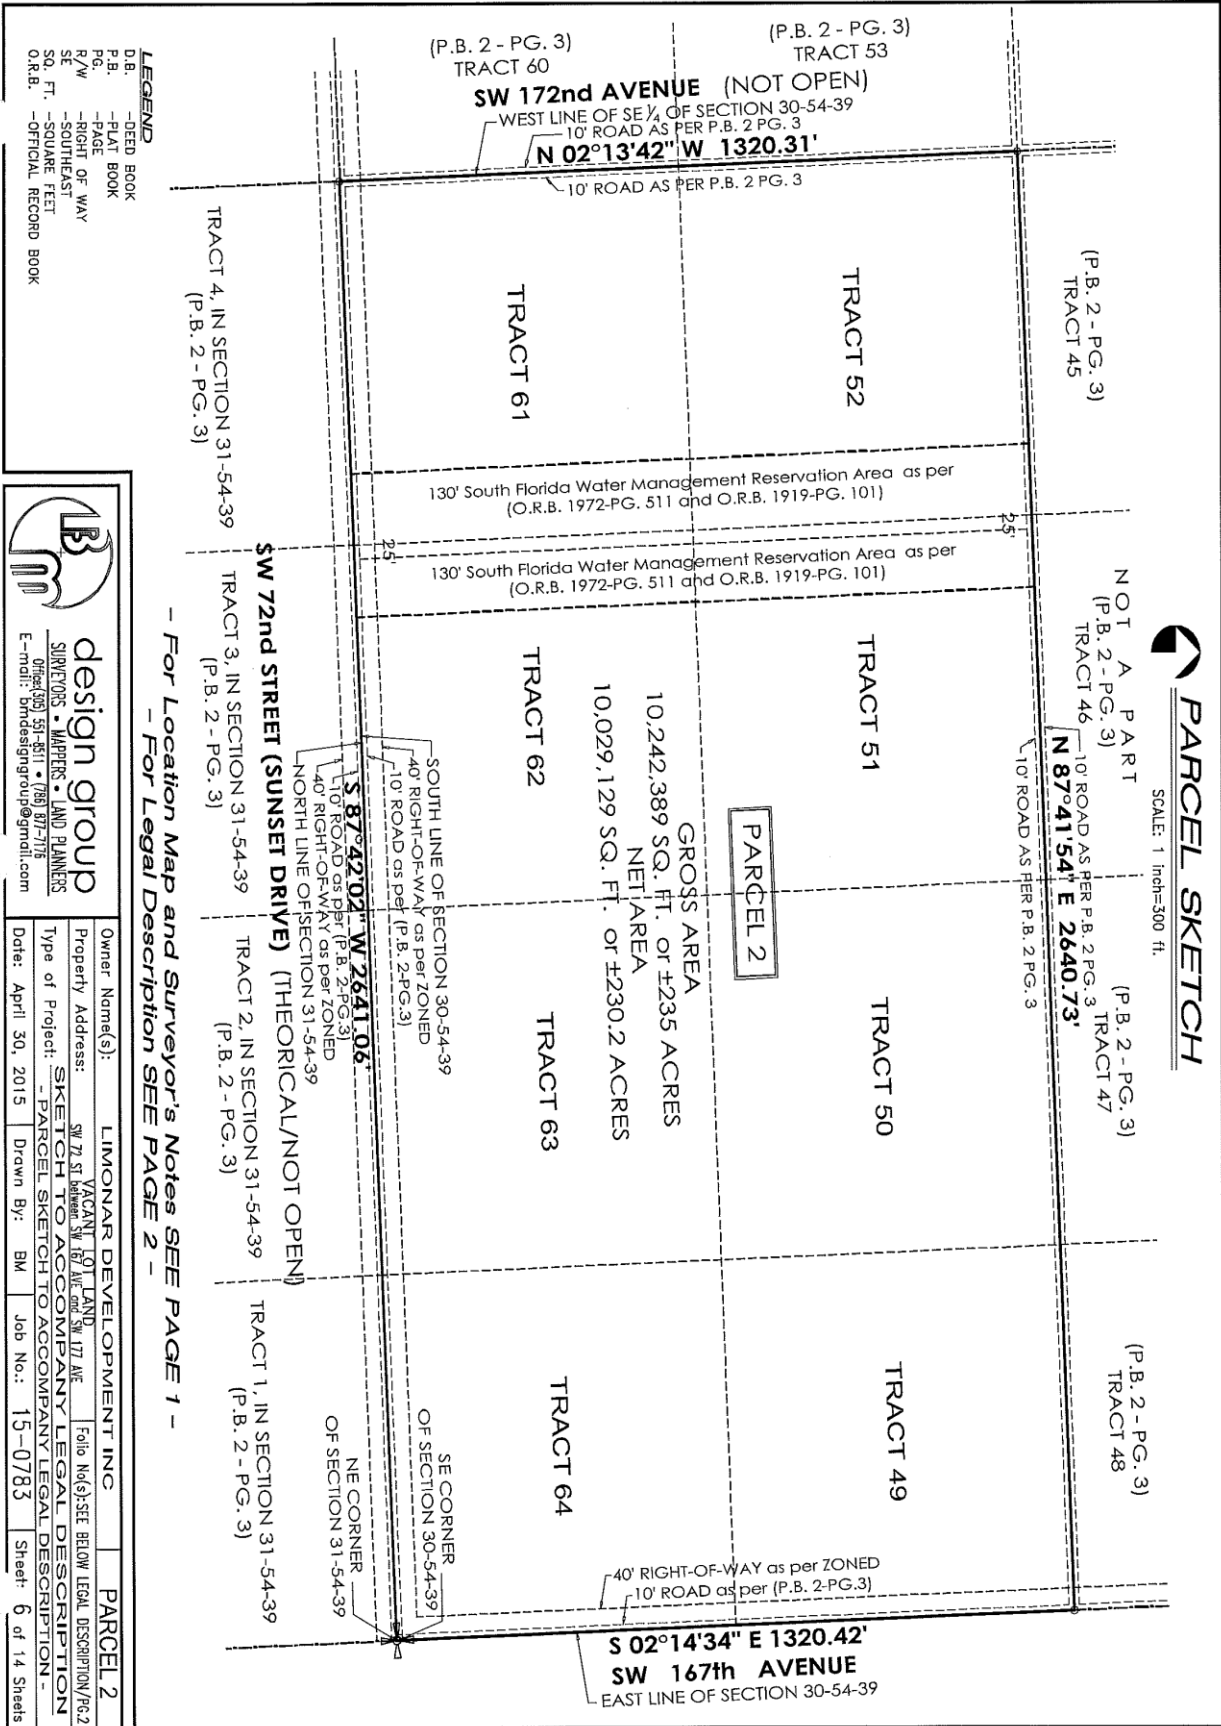 PARCEL SKETCH
SCALE: 1 inch=300 ft.
(P.B. 2 - PG. 3)
TRACT 45
NOT A PART
(P.B. 2 - PG. 3)
TRACT 46
(P.B. 2 - PG. 3)
TRACT 47
(P.B. 2 - PG. 3)
TRACT 48
10' ROAD AS PER P.B. 2 PG. 3
N 87°41'54" E 2640.73'
10' ROAD AS PER P.B. 2 PG. 3
(P.B. 2 - PG. 3)
TRACT 53
(P.B. 2 - PG. 3)
TRACT 60
SW 172nd AVENUE (NOT OPEN)
WEST LINE OF SE ¼ OF SECTION 30-54-39
10' ROAD AS PER P.B. 2 PG. 3
N 02°13'42" W 1320.31'
10' ROAD AS PER P.B. 2 PG. 3
TRACT 52
TRACT 51
TRACT 50
TRACT 49
25'
130' South Florida Water Management Reservation Area as per
(O.R.B. 1972-PG. 511 and O.R.B. 1919-PG. 101)
130' South Florida Water Management Reservation Area as per
(O.R.B. 1972-PG. 511 and O.R.B. 1919-PG. 101)
25'
PARCEL 2
GROSS AREA
10,242,389 SQ. FT. or ±235 ACRES
NET AREA
10,029,129 SQ. FT. or ±230.2 ACRES
TRACT 61
TRACT 62
TRACT 63
TRACT 64
40' RIGHT-OF-WAY as per ZONED
10' ROAD as per (P.B. 2-PG.3)
S 02°14'34" E 1320.42'
SW 167th AVENUE
EAST LINE OF SECTION 30-54-39
SOUTH LINE OF SECTION 30-54-39
40' RIGHT-OF-WAY as per ZONED
10' ROAD as per (P.B. 2-PG.3)
S 87°42'02" W 2641.06'
10' ROAD as per (P.B. 2-PG.3)
40' RIGHT-OF-WAY as per ZONED
NORTH LINE OF SECTION 31-54-39
SE CORNER
OF SECTION 30-54-39
NE CORNER
OF SECTION 31-54-39
SW 72nd STREET (SUNSET DRIVE) (THEORICAL/NOT OPEN)
TRACT 4, IN SECTION 31-54-39
(P.B. 2 - PG. 3)
TRACT 3, IN SECTION 31-54-39
(P.B. 2 - PG. 3)
TRACT 2, IN SECTION 31-54-39
(P.B. 2 - PG. 3)
TRACT 1, IN SECTION 31-54-39
(P.B. 2 - PG. 3)
- For Location Map and Surveyor's Notes SEE PAGE 1 -
- For Legal Description SEE PAGE 2 -
LEGEND
D.B. -DEED BOOK
P.B. -PLAT BOOK
PG. -PAGE
R/W -RIGHT OF WAY
SE -SOUTHEAST
SQ. FT. -SQUARE FEET
O.R.B. -OFFICIAL RECORD BOOK
LBm
design group
SURVEYORS • MAPPERS • LAND PLANNERS
Office:(305) 551-8511 • (786) 877-7176
E-mail: bmdesigngroup@gmail.com
Owner Name(s): LIMONAR DEVELOPMENT INC
PARCEL 2
Property Address: VACANT LOT LAND
SW 72 ST between SW 167 AVE and SW 177 AVE
Folio No(s):SEE BELOW LEGAL DESCRIPTION/PG.2
Type of Project: SKETCH TO ACCOMPANY LEGAL DESCRIPTION
- PARCEL SKETCH TO ACCOMPANY LEGAL DESCRIPTION -
Date: April 30, 2015 Drawn By: BM Job No.: 15-0783 Sheet: 6 of 14 Sheets